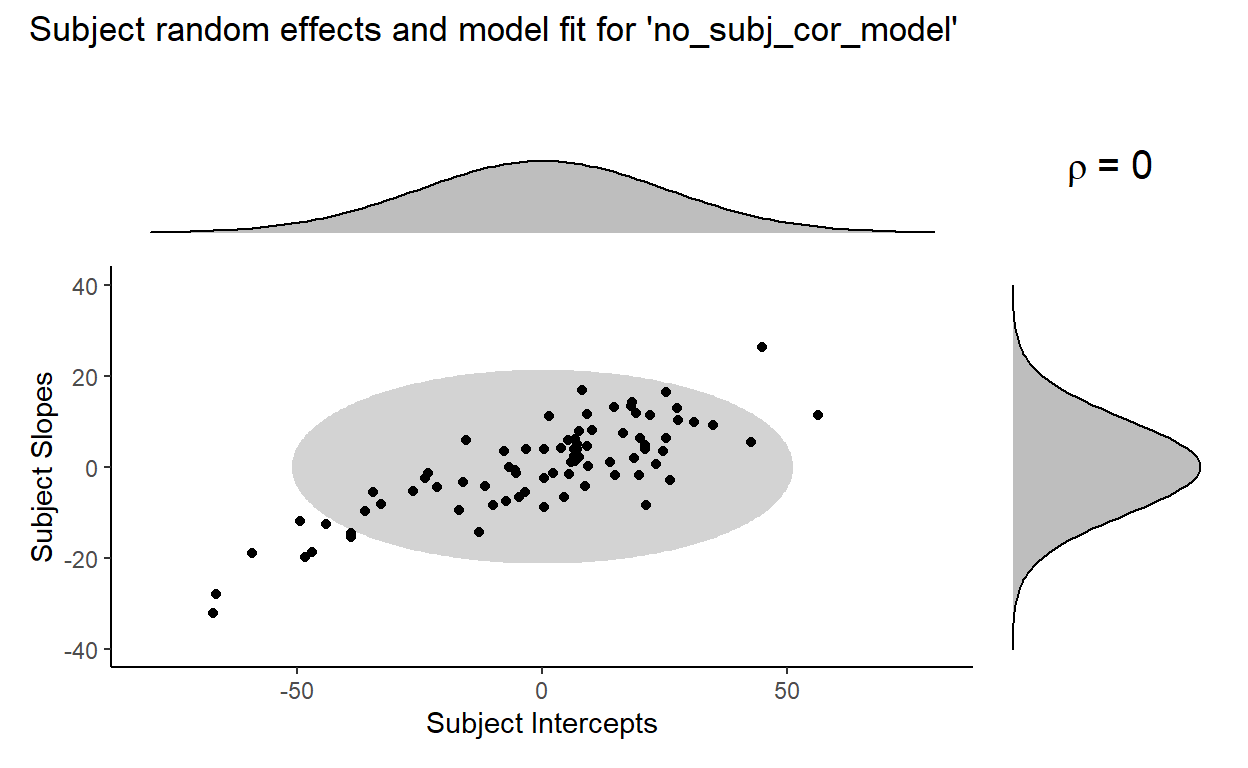 Subject random effects and model fit for 'no_subj_cor_model'
ρ = 0
40
20
0
-20
-40
Subject Slopes
-50
0
50
Subject Intercepts